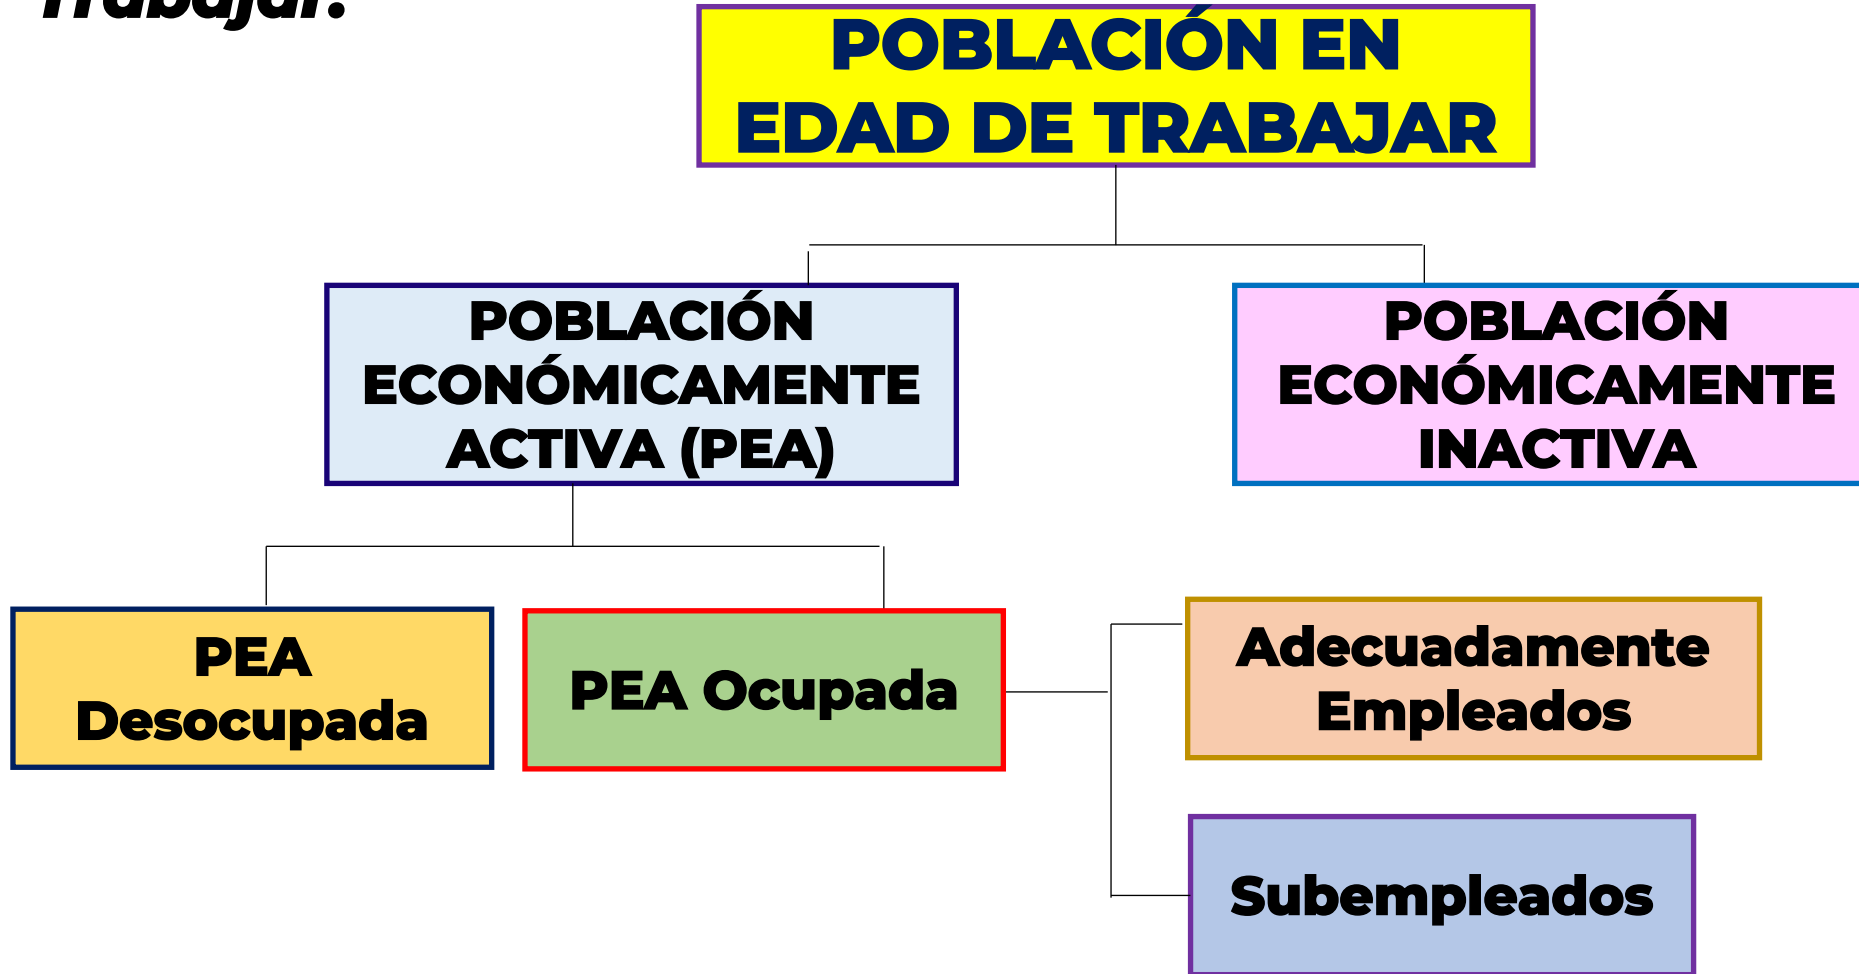 Trabajar:
POBLACIÓN EN
EDAD DE TRABAJAR
POBLACIÓN
ECONÓMICAMENTE
ACTIVA (PEA)
POBLACIÓN
ECONÓMICAMENTE
INACTIVA
PEA
Desocupada
PEA Ocupada
Adecuadamente
Empleados
Subempleados